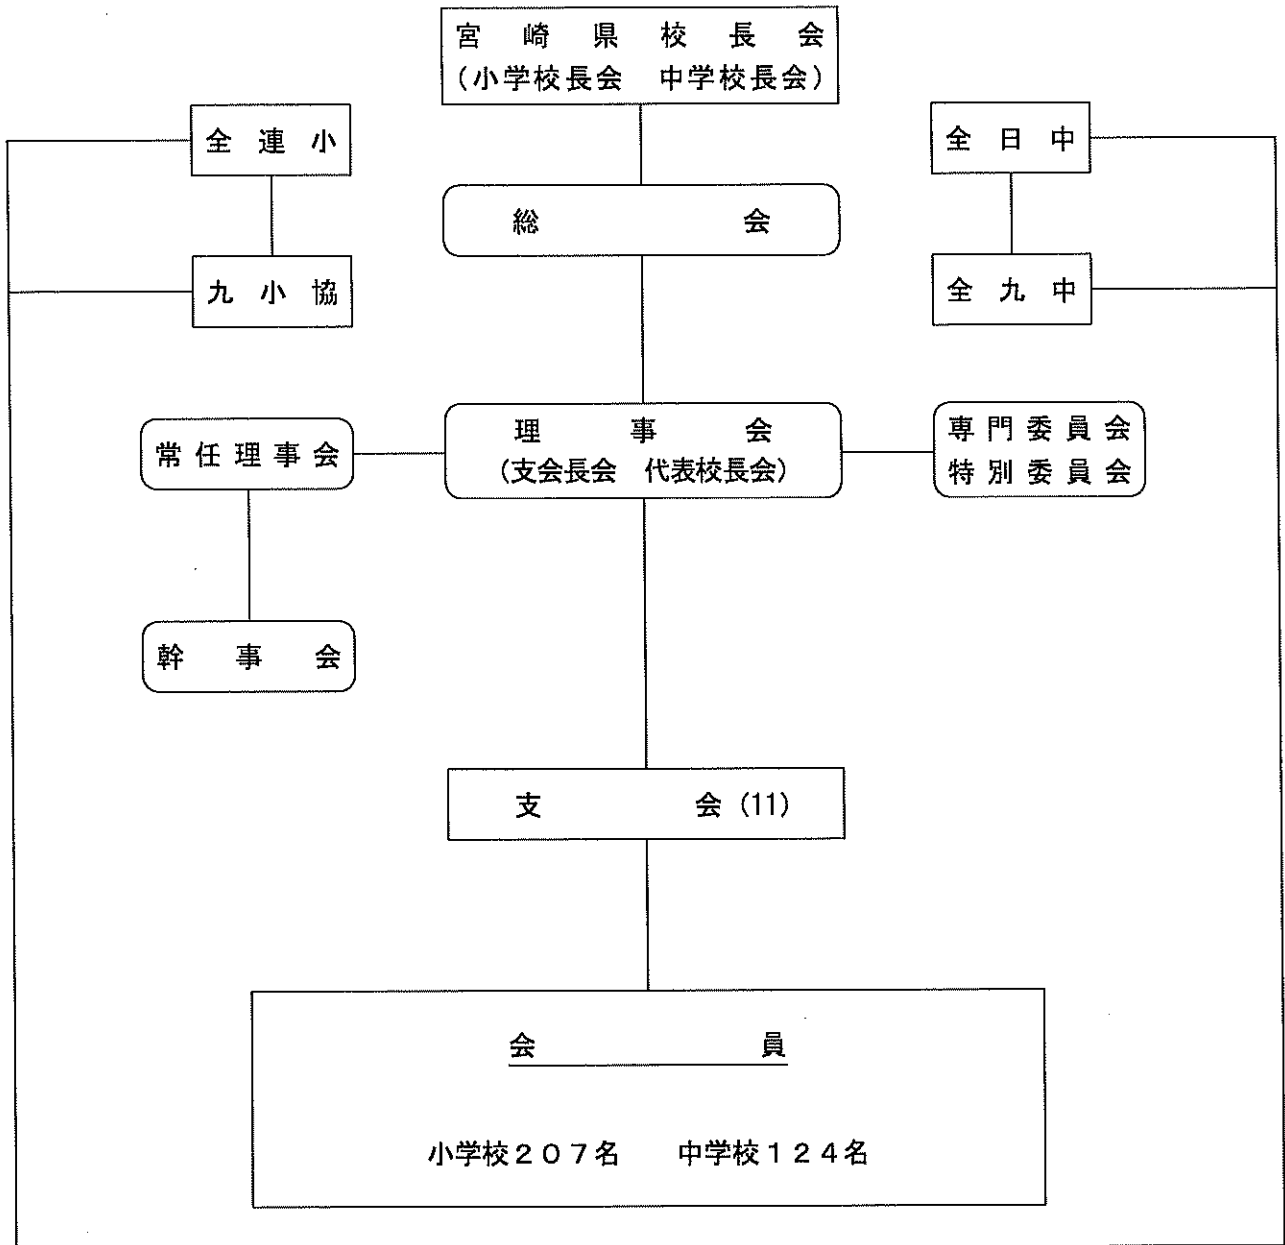 宮崎県校長会
(小学校長会 中学校長会)
全連小
全日中
総会
九小協
全九中
常任理事会
理事会
(支会長会 代表校長会)
専門委員会
特別委員会
幹事会
支会(11)
会員
小学校207名 中学校124名